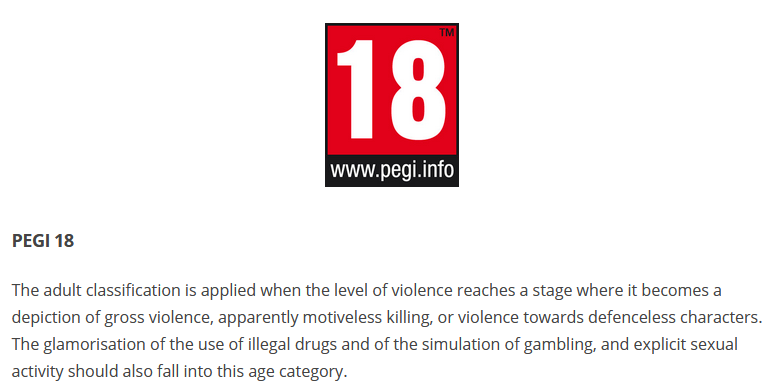 18
TM
www.pegi.info
PEGI 18
The adult classification is applied when the level of violence reaches a stage where it becomes a
depiction of gross violence, apparently motiveless killing, or violence towards defenceless characters.
The glamorisation of the use of illegal drugs and of the simulation of gambling, and explicit sexual
activity should also fall into this age category.